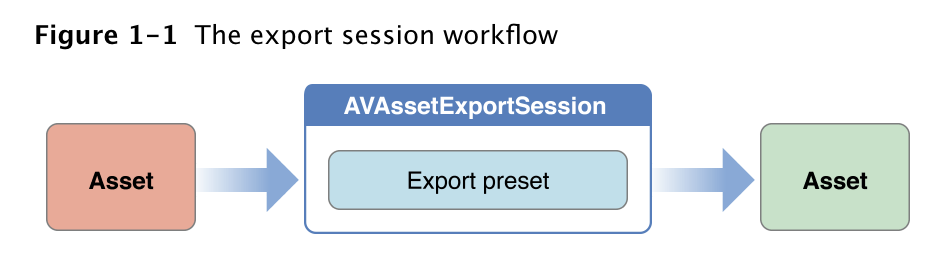 Figure 1–1 The export session workflow
AVAssetExportSession
Asset
Export preset
Asset